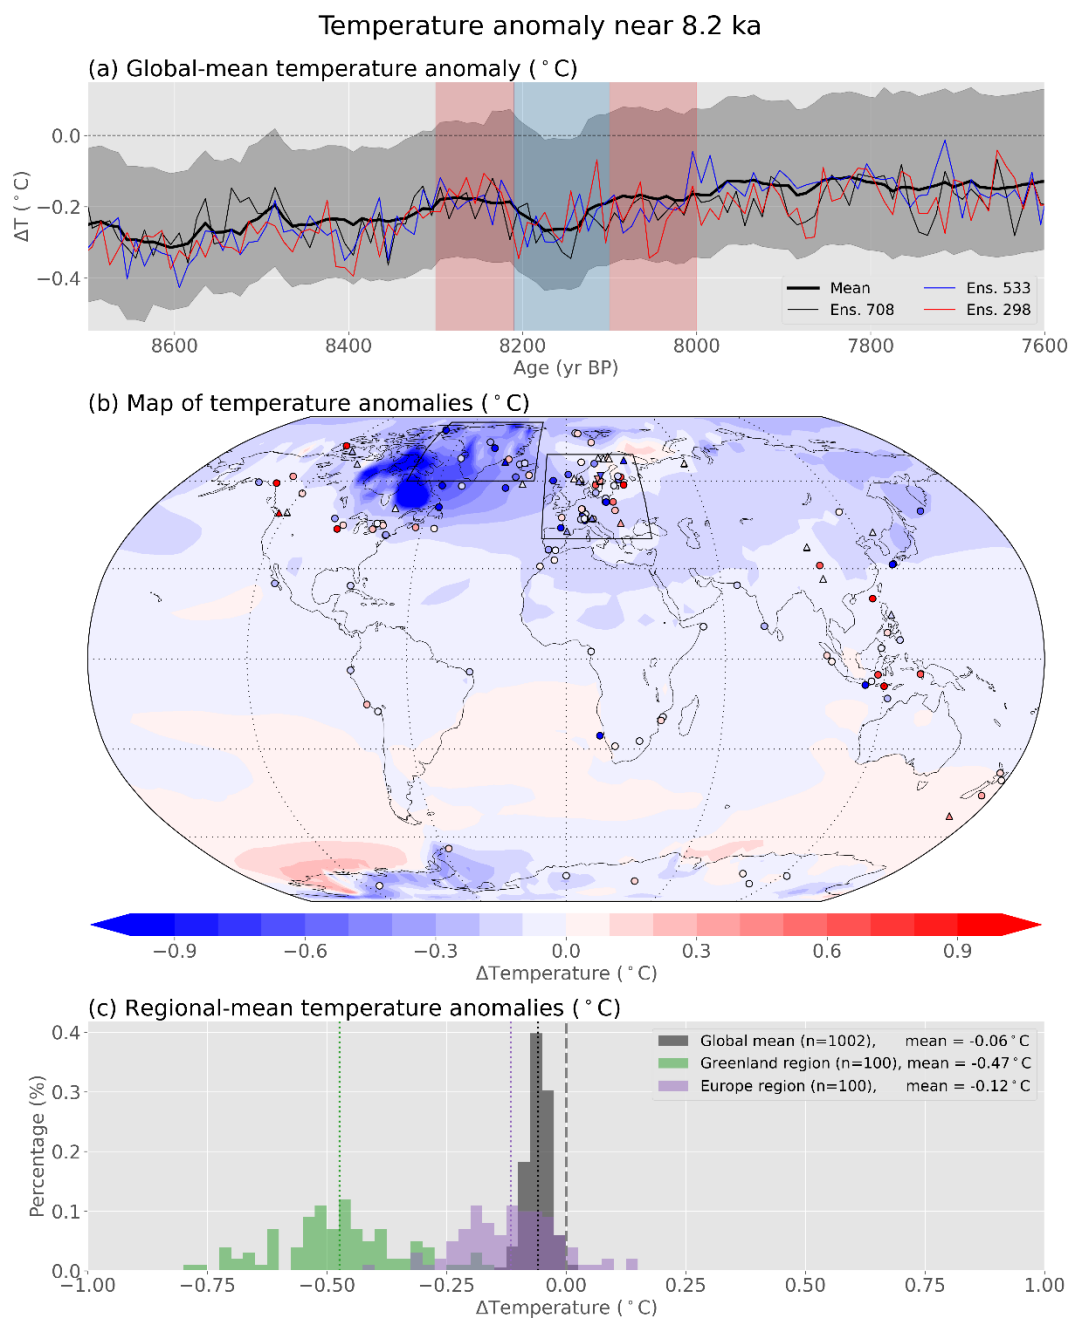 Temperature anomaly near 8.2 ka
(a) Global-mean temperature anomaly (°C)
0.0
−0.2
−0.4
ΔT (°C)
Mean
Ens. 708
Ens. 533
Ens. 298
8600 8400 8200 8000 7800 7600
Age (yr BP)
(b) Map of temperature anomalies (°C)
−0.9 −0.6 −0.3 0.0 0.3 0.6 0.9
ΔTemperature (°C)
(c) Regional-mean temperature anomalies (°C)
0.4
0.3
0.2
0.1
0.0
Percentage (%)
Global mean (n=1002), mean = -0.06°C
Greenland region (n=100), mean = -0.47°C
Europe region (n=100), mean = -0.12°C
−1.00 −0.75 −0.50 −0.25 0.00 0.25 0.50 0.75 1.00
ΔTemperature (°C)